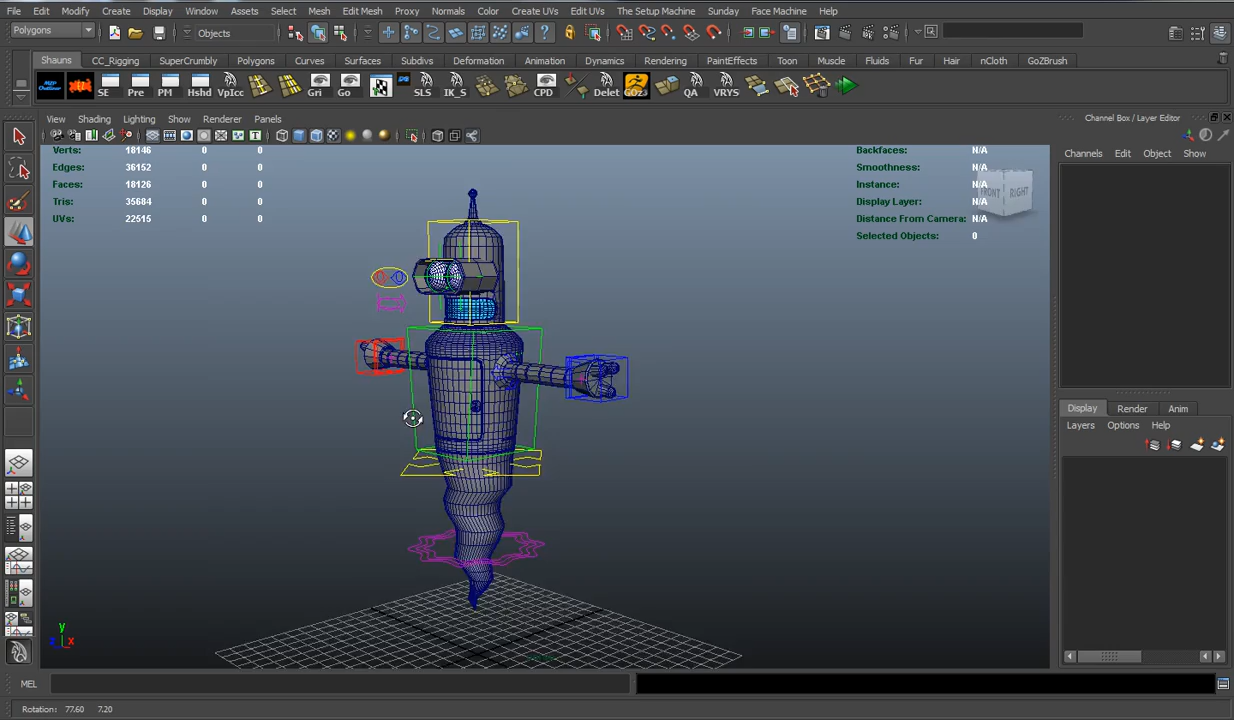 File Edit Modify Create Display Window Assets Select Mesh Edit Mesh Proxy Normals Color Create UVs Edit UVs The Setup Machine Sunday Face Machine Help
Polygons Objects
Shauns CC_Rigging SuperCrumbly Polygons Curves Surfaces Subdivs Deformation Animation Dynamics Rendering PaintEffects Toon Muscle Fluids Fur Hair nCloth GoZBrush
SE Pre PM Hshd VpIcc Gri Go SLS IK_S CPD Delet GOz3 QA VRYS
View Shading Lighting Show Renderer Panels
Channel Box / Layer Editor
Channels Edit Object Show
Verts: 18146 0 0
Edges: 36152 0 0
Faces: 18126 0 0
Tris: 35684 0 0
UVs: 22515 0 0
Backfaces: N/A
Smoothness: N/A
Instance: N/A
Display Layer: N/A
Distance From Camera: N/A
Selected Objects: 0
FRONT RIGHT
Display Render Anim
Layers Options Help
y
z x
MEL
Rotation: 77.60 7.20